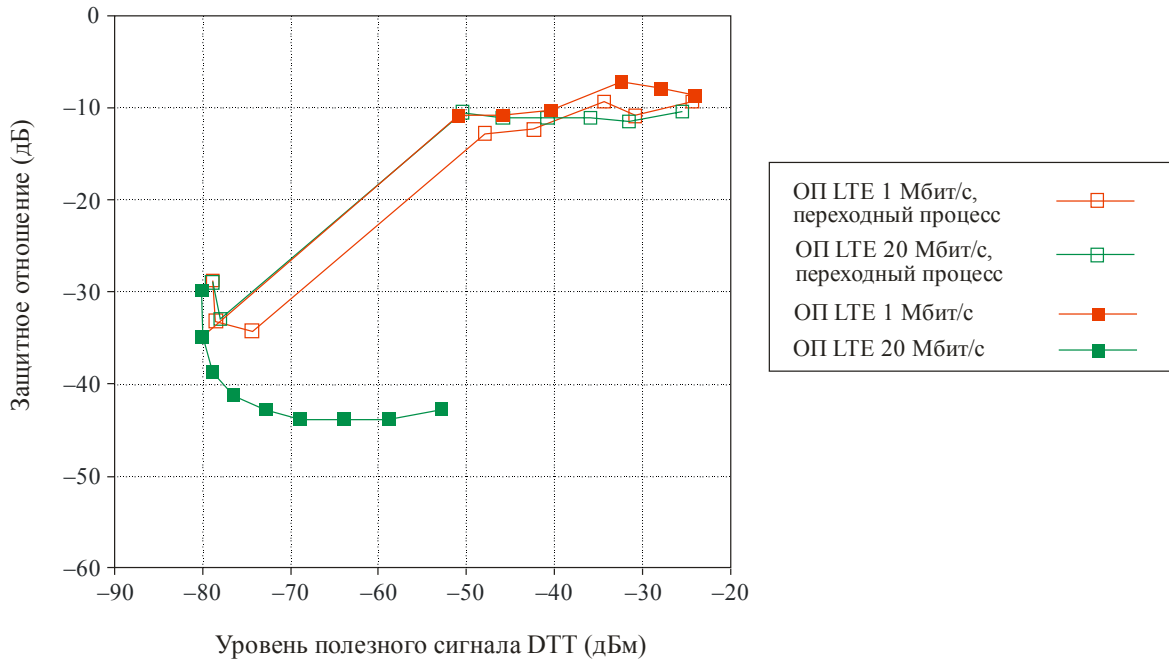 Защитное отношение (дБ)
0
–10
–20
–30
–40
–50
–60
–90
–80
–70
–60
–50
–40
–30
–20
Уровень полезного сигнала DTT (дБм)
ОП LTE 1 Мбит/с,
переходный процесс
ОП LTE 20 Мбит/с,
переходный процесс
ОП LTE 1 Мбит/с
ОП LTE 20 Мбит/с